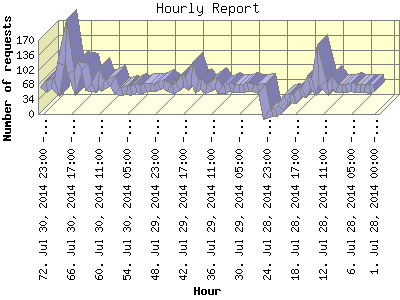 Hourly Report
Number of requests
170
136
102
68
34
0
72. Jul 30, 2014 23:00 -...
66. Jul 30, 2014 17:00 -...
60. Jul 30, 2014 11:00 -...
54. Jul 30, 2014 05:00 -...
48. Jul 29, 2014 23:00 -...
42. Jul 29, 2014 17:00 -...
36. Jul 29, 2014 11:00 -...
30. Jul 29, 2014 05:00 -...
24. Jul 28, 2014 23:00 -...
18. Jul 28, 2014 17:00 -...
12. Jul 28, 2014 11:00 -...
6. Jul 28, 2014 05:00 -...
1. Jul 28, 2014 00:00 -...
Hour